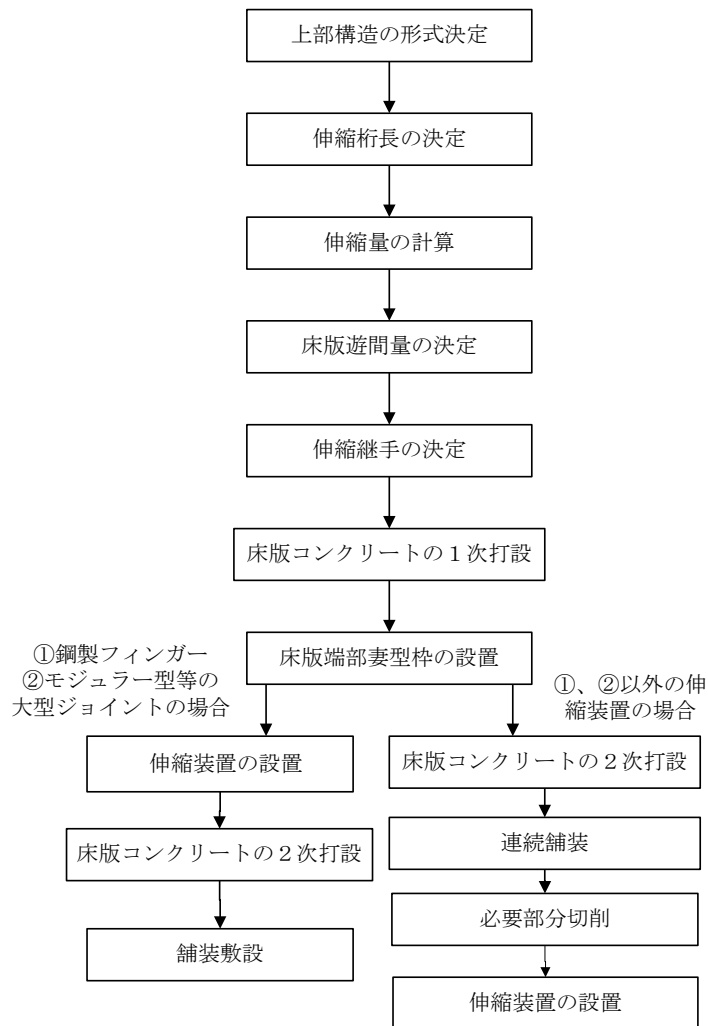 上部構造の形式決定
伸縮桁長の決定
伸縮量の計算
床版遊間量の決定
伸縮継手の決定
床版コンクリートの１次打設
床版端部妻型枠の設置
①鋼製フィンガー
②モジュラー型等の
大型ジョイントの場合
伸縮装置の設置
床版コンクリートの２次打設
舗装敷設
①、②以外の伸
縮装置の場合
床版コンクリートの２次打設
連続舗装
必要部分切削
伸縮装置の設置